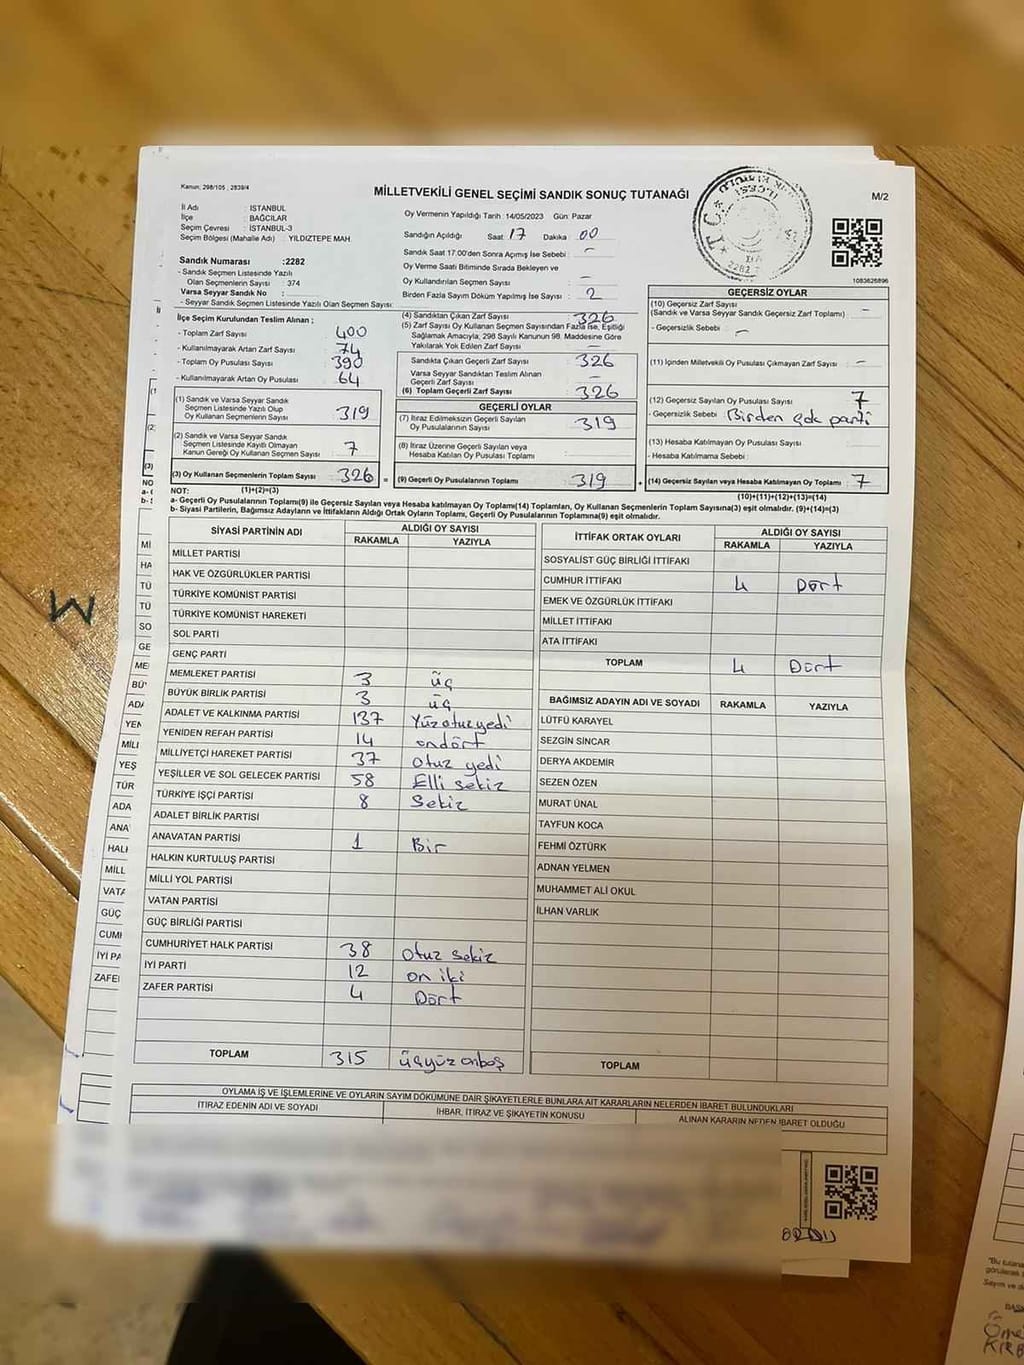 Kanun: 298/105 , 2839/4
MİLLETVEKİLİ GENEL SEÇİMİ SANDIK SONUÇ TUTANAĞI
M/2
İl Adı : İSTANBUL
İlçe : BAĞCILAR
Seçim Çevresi : İSTANBUL-3
Seçim Bölgesi (Mahalle Adı) : YILDIZTEPE MAH.
Sandık Numarası :2282
- Sandık Seçmen Listesinde Yazılı
Olan Seçmenlerin Sayısı : 374
Varsa Seyyar Sandık No :
- Seyyar Sandık Seçmen Listesinde Yazılı Olan Seçmen Sayısı:
Oy Vermenin Yapıldığı Tarih : 14/05/2023 Gün: Pazar
Sandığın Açıldığı Saat : 17 Dakika : 00
Sandık Saat 17.00'den Sonra Açımış İse Sebebi : -
Oy Verme Saati Bitiminde Sırada Bekleyen ve
Oy Kullandırılan Seçmen Sayısı : -
Birden Fazla Sayım Döküm Yapılmış İse Sayısı : 2
1083626896
İlçe Seçim Kurulundan Teslim Alınan ;
- Toplam Zarf Sayısı : 400
- Kullanılmayarak Artan Zarf Sayısı : 74
- Toplam Oy Pusulası Sayısı : 390
- Kullanılmayarak Artan Oy Pusulası : 64
(1) Sandık ve Varsa Seyyar Sandık
Seçmen Listesinde Yazılı Olup
Oy Kullanan Seçmenlerin Sayısı : 319
(2) Sandık ve Varsa Seyyar Sandık
Seçmen Listesinde Kayıtlı Olmayan
Kanun Gereği Oy Kullanan Seçmen Sayısı : 7
(3) Oy Kullanan Seçmenlerin Toplam Sayısı : 326
(1)+(2)=(3)
(4) Sandıktan Çıkan Zarf Sayısı : 326
(5) Zarf Sayısı Oy Kullanan Seçmen Sayısından Fazla İse, Eşitliği
Sağlamak Amacıyla; 298 Sayılı Kanunun 98. Maddesine Göre
Yakılarak Yok Edilen Zarf Sayısı : -
Sandıkta Çıkan Geçerli Zarf Sayısı : 326
Varsa Seyyar Sandıktan Teslim Alınan
Geçerli Zarf Sayısı : -
(6) Toplam Geçerli Zarf Sayısı : 326
GEÇERLİ OYLAR
(7) İtiraz Edilmeksizin Geçerli Sayılan
Oy Pusulalarının Sayısı : 319
(8) İtiraz Üzerine Geçerli Sayılan veya
Hesaba Katılan Oy Pusulası Toplamı :
= (9) Geçerli Oy Pusulalarının Toplamı : 319
GEÇERSİZ OYLAR
(10) Geçersiz Zarf Sayısı
(Sandık ve Varsa Seyyar Sandık Geçersiz Zarf Toplamı) : -
- Geçersizlik Sebebi : -
(11) İçinden Milletvekili Oy Pusulası Çıkmayan Zarf Sayısı : -
(12) Geçersiz Sayılan Oy Pusulası Sayısı : 7
- Geçersizlik Sebebi : Birden çok parti
(13) Hesaba Katılmayan Oy Pusulası Sayısı :
- Hesaba Katılmama Sebebi :
+ (14) Geçersiz Sayılan veya Hesaba Katılmayan Oy Toplamı : 7
(10)+(11)+(12)+(13)=(14)
NOT:
a- Geçerli Oy Pusulalarının Toplamı(9) ile Geçersiz Sayılan veya Hesaba katılmayan Oy Toplamı(14) Toplamları, Oy Kullanan Seçmenlerin Toplam Sayısına(3) eşit olmalıdır. (9)+(14)=(3)
b- Siyasi Partilerin, Bağımsız Adayların ve İttifakların Aldığı Ortak Oyların Toplamı, Geçerli Oy Pusulalarının Toplamına(9) eşit olmalıdır.
SİYASİ PARTİNİN ADI ALDIĞI OY SAYISI
RAKAMLA YAZIYLA
MİLLET PARTİSİ
HAK VE ÖZGÜRLÜKLER PARTİSİ
TÜRKİYE KOMÜNİST PARTİSİ
TÜRKİYE KOMÜNİST HAREKETİ
SOL PARTİ
GENÇ PARTİ
MEMLEKET PARTİSİ 3 üç
BÜYÜK BİRLİK PARTİSİ 3 üç
ADALET VE KALKINMA PARTİSİ 137 Yüzotuzyedi
YENİDEN REFAH PARTİSİ 14 ondört
MİLLİYETÇİ HAREKET PARTİSİ 37 Otuz yedi
YEŞİLLER VE SOL GELECEK PARTİSİ 58 Elli sekiz
TÜRKİYE İŞÇİ PARTİSİ 8 Sekiz
ADALET BİRLİK PARTİSİ
ANAVATAN PARTİSİ 1 Bir
HALKIN KURTULUŞ PARTİSİ
MİLLİ YOL PARTİSİ
VATAN PARTİSİ
GÜÇ BİRLİĞİ PARTİSİ
CUMHURİYET HALK PARTİSİ 38 Otuz sekiz
İYİ PARTİ 12 on iki
ZAFER PARTİSİ 4 Dört
TOPLAM 315 üçyüz onbeş
İTTİFAK ORTAK OYLARI ALDIĞI OY SAYISI
RAKAMLA YAZIYLA
SOSYALİST GÜÇ BİRLİĞİ İTTİFAKI
CUMHUR İTTİFAKI 4 Dört
EMEK VE ÖZGÜRLÜK İTTİFAKI
MİLLET İTTİFAKI
ATA İTTİFAKI
TOPLAM 4 Dört
BAĞIMSIZ ADAYIN ADI VE SOYADI RAKAMLA YAZIYLA
LÜTFÜ KARAYEL
SEZGİN SİNCAR
DERYA AKDEMİR
SEZEN ÖZEN
MURAT ÜNAL
TAYFUN KOCA
FEHMİ ÖZTÜRK
ADNAN YELMEN
MUHAMMET ALİ OKUL
İLHAN VARLIK
TOPLAM
OYLAMA İŞ VE İŞLEMLERİNE VE OYLARIN SAYIM DÖKÜMÜNE DAİR ŞİKAYETLERLE BUNLARA AİT KARARLARIN NELERDEN İBARET BULUNDUKLARI
İTİRAZ EDENİN ADI VE SOYADI
İHBAR, İTİRAZ VE ŞİKAYETİN KONUSU
ALINAN KARARIN NEDEN İBARET OLDUĞU